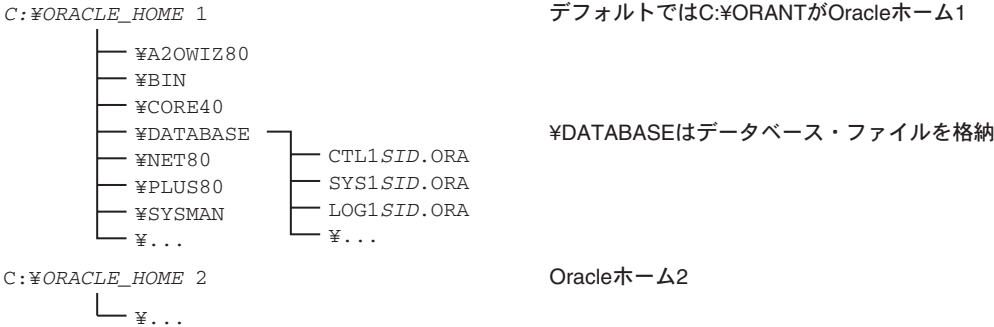 C:¥ORACLE_HOME 1 デフォルトではC:¥ORANTがOracleホーム1
¥A2OWIZ80
¥BIN
¥CORE40
¥DATABASE ¥DATABASEはデータベース・ファイルを格納
¥NET80 CTL1SID.ORA
¥PLUS80 SYS1SID.ORA
¥SYSMAN LOG1SID.ORA
¥... ¥...
C:¥ORACLE_HOME 2 Oracleホーム2
¥...